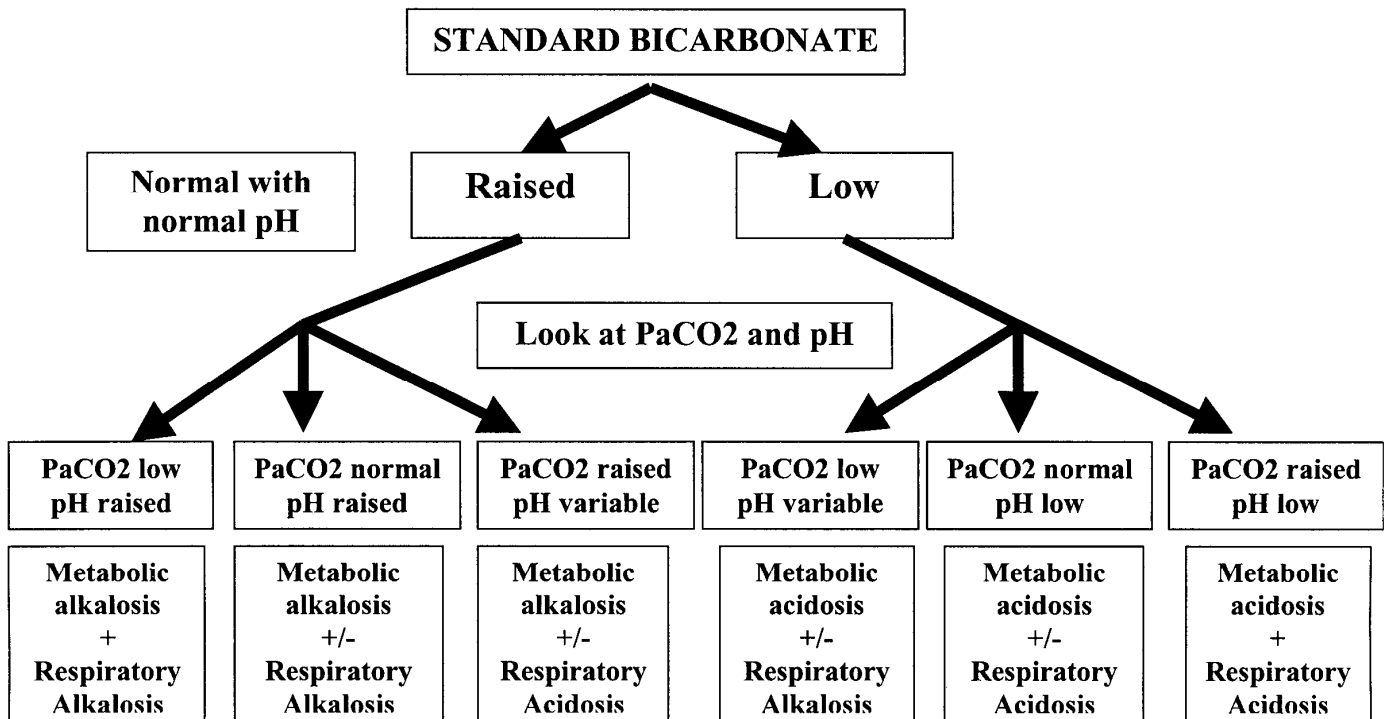 STANDARD BICARBONATE
Normal with
normal pH
Raised
Low
Look at PaCO2 and pH
PaCO2 low
pH raised
PaCO2 normal
pH raised
PaCO2 raised
pH variable
PaCO2 low
pH variable
PaCO2 normal
pH low
PaCO2 raised
pH low
Metabolic
alkalosis
+
Respiratory
Alkalosis
Metabolic
alkalosis
+/-
Respiratory
Alkalosis
Metabolic
alkalosis
+/-
Respiratory
Acidosis
Metabolic
acidosis
+/-
Respiratory
Alkalosis
Metabolic
acidosis
+/-
Respiratory
Acidosis
Metabolic
acidosis
+
Respiratory
Acidosis